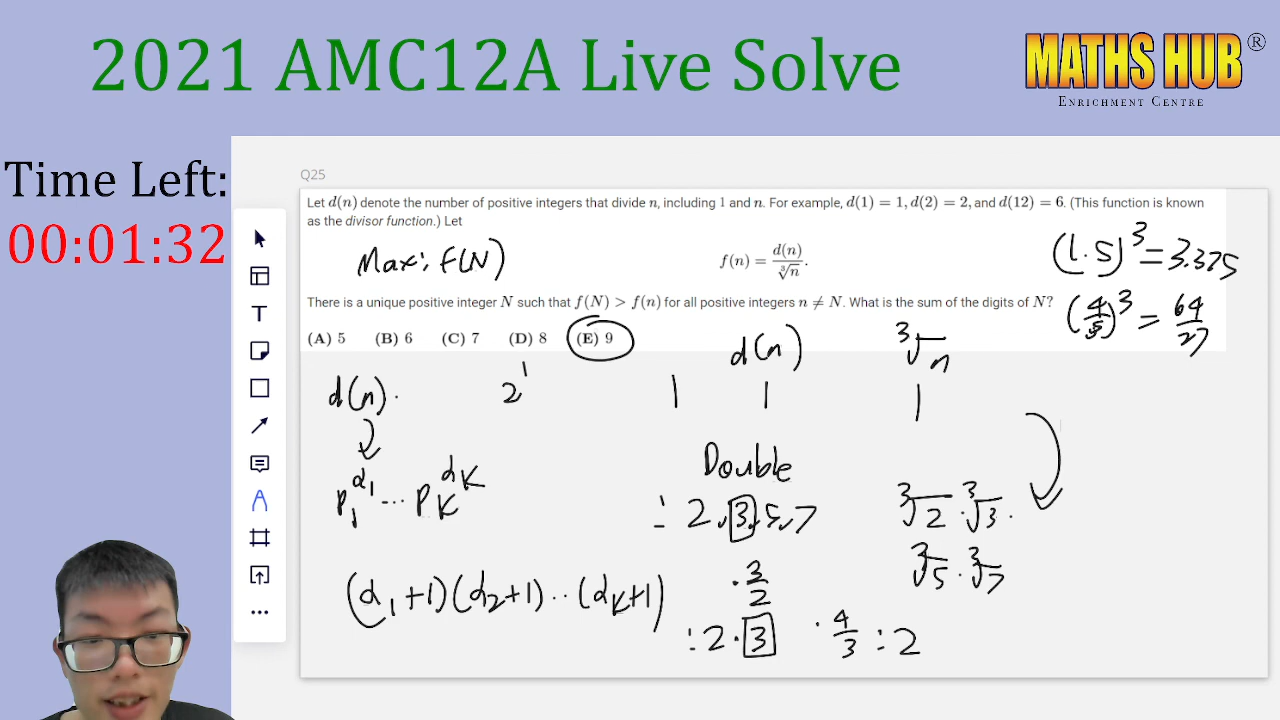 2021 AMC12A Live Solve
MATHS HUB®
ENRICHMENT CENTRE
Time Left:
00:01:32
Q25
Let d(n) denote the number of positive integers that divide n, including 1 and n. For example, d(1) = 1, d(2) = 2, and d(12) = 6. (This function is known
as the divisor function.) Let
Max: f(N)
f(n) = d(n)/∛n.
(1.5)³ = 3.375
There is a unique positive integer N such that f(N) > f(n) for all positive integers n ≠ N. What is the sum of the digits of N?
(A) 5 (B) 6 (C) 7 (D) 8 (E) 9
(4/3)³ = 64/27
d(n) ∛n
d(n). 2¹ 1 1 1
Double
p₁^α₁ ... pₖ^αₖ
: 2, 3, 5, 7 ∛2 · ∛3 ·
∛5 · ∛7
· 3/2
(α₁+1)(α₂+1)..(αₖ+1)
: 2 · 3 · 4/3 : 2
T
A